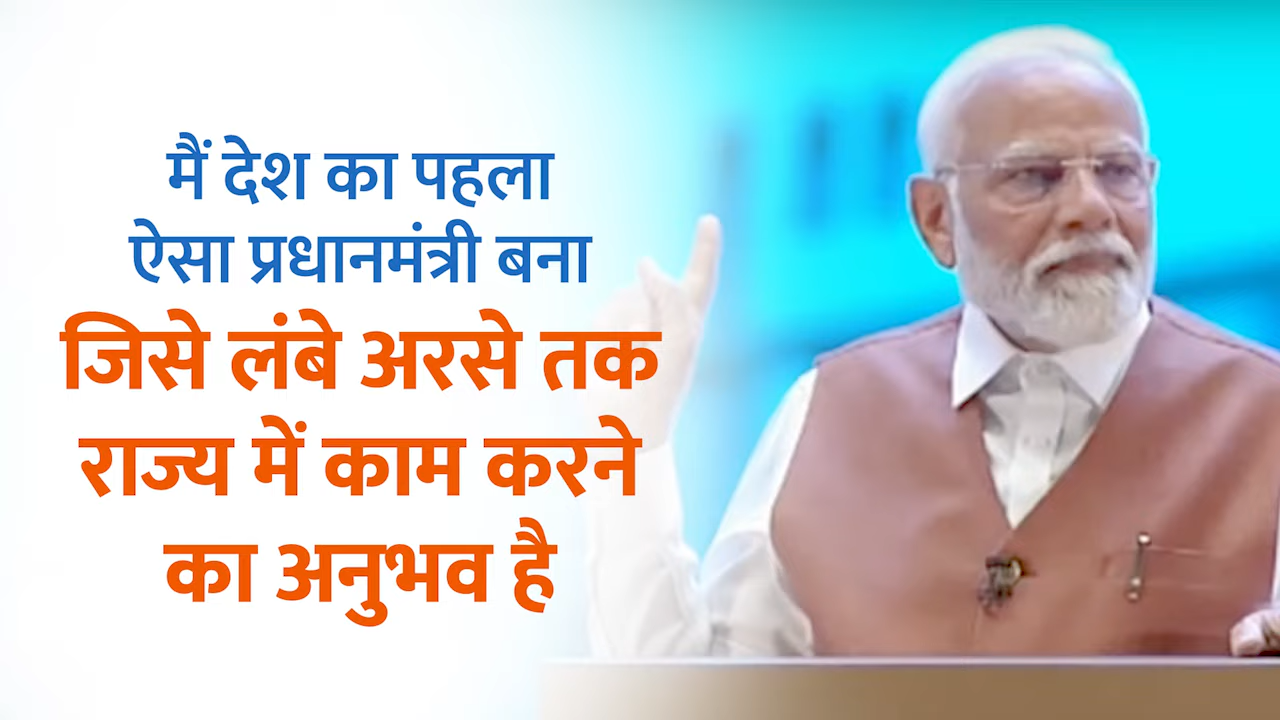 मैं देश का पहला
ऐसा प्रधानमंत्री बना
जिसे लंबे अरसे तक
राज्य में काम करने
का अनुभव है